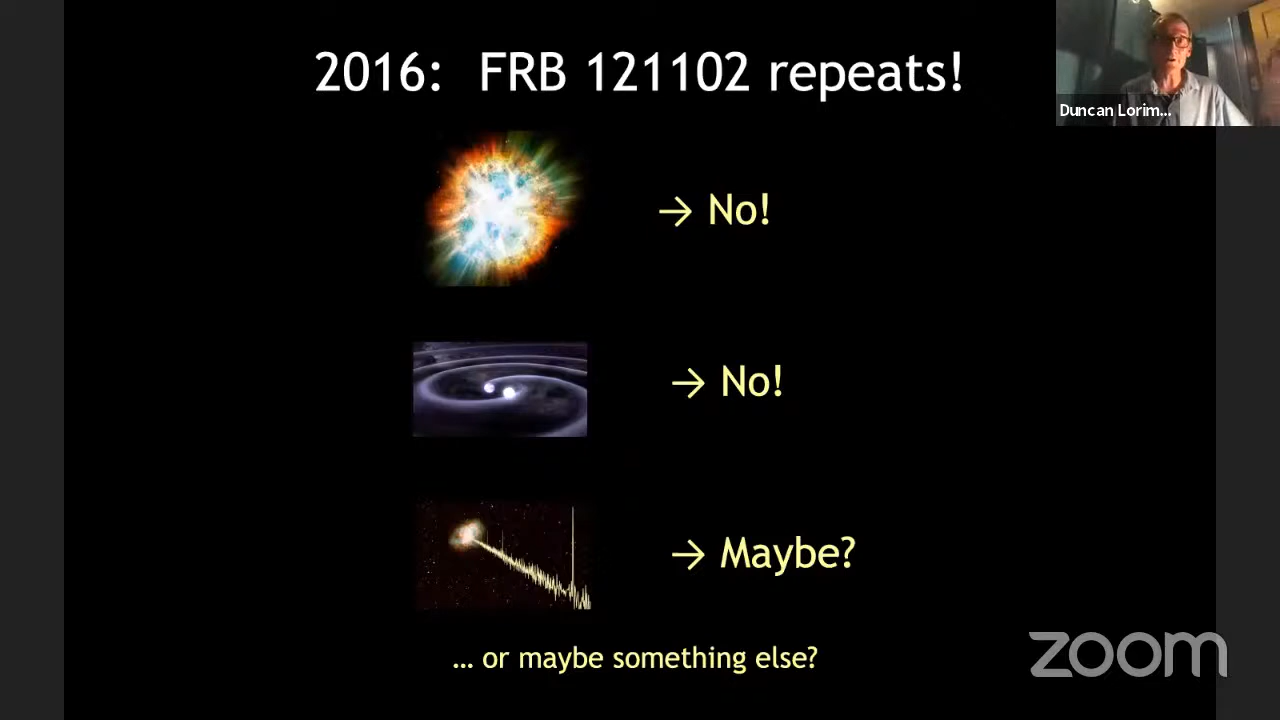 2016: FRB 121102 repeats!
Duncan Lorim...
→ No!
→ No!
→ Maybe?
... or maybe something else?
zoom